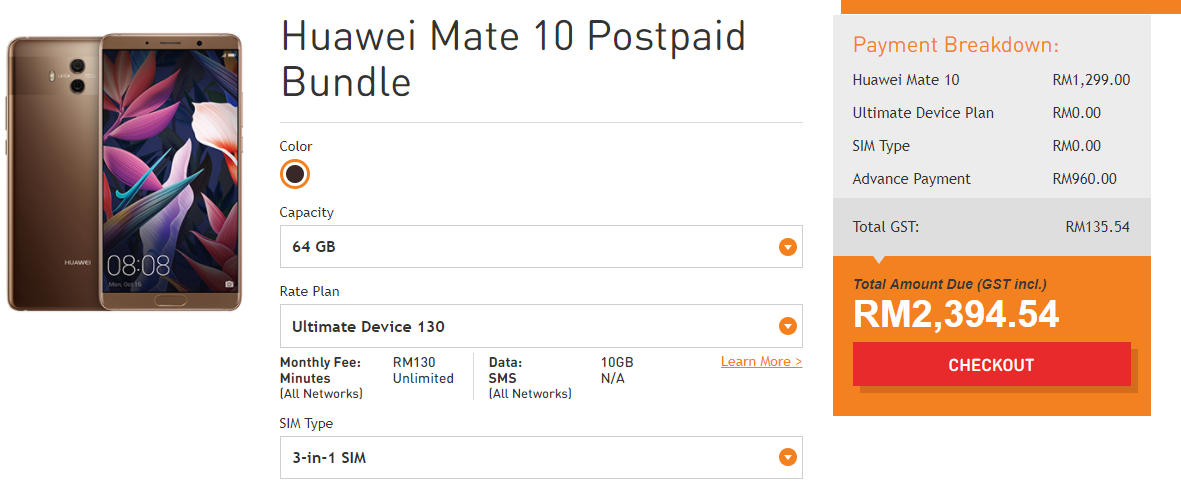 Huawei Mate 10 Postpaid
Bundle
Color
Capacity
64 GB
Rate Plan
Ultimate Device 130
Monthly Fee: RM130 Data: 10GB Learn More >
Minutes Unlimited SMS N/A
(All Networks) (All Networks)
SIM Type
3-in-1 SIM
HUAWEI
08:08
Mon, Oct 16
Payment Breakdown:
Huawei Mate 10 RM1,299.00
Ultimate Device Plan RM0.00
SIM Type RM0.00
Advance Payment RM960.00
Total GST: RM135.54
Total Amount Due (GST incl.)
RM2,394.54
CHECKOUT